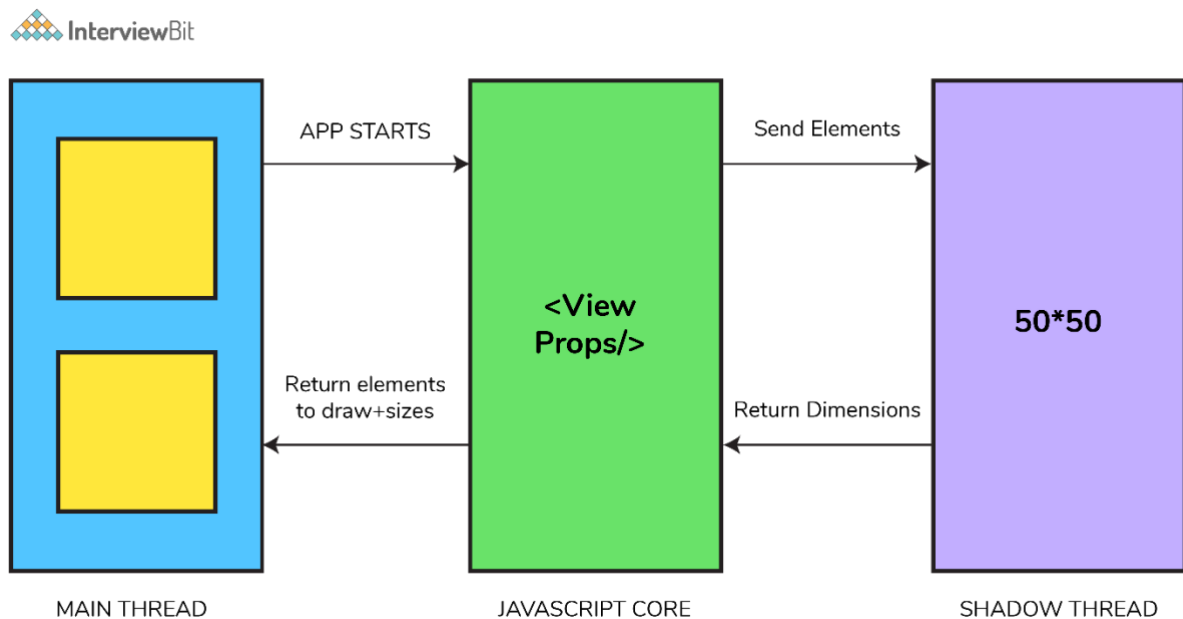 InterviewBit
APP STARTS
Send Elements
<View
Props/>
50*50
Return elements
to draw+sizes
Return Dimensions
MAIN THREAD
JAVASCRIPT CORE
SHADOW THREAD